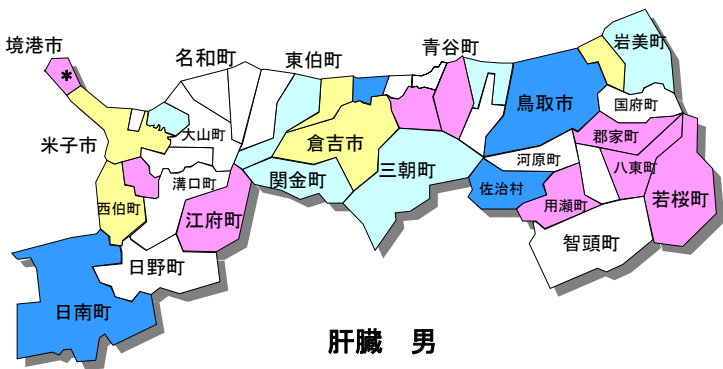 境港市
*
名和町
東伯町
青谷町
岩美町
鳥取市
国府町
米子市
大山町
倉吉市
郡家町
河原町
八東町
溝口町
関金町
三朝町
佐治村
若桜町
西伯町
江府町
用瀬町
智頭町
日野町
日南町
肝臓 男